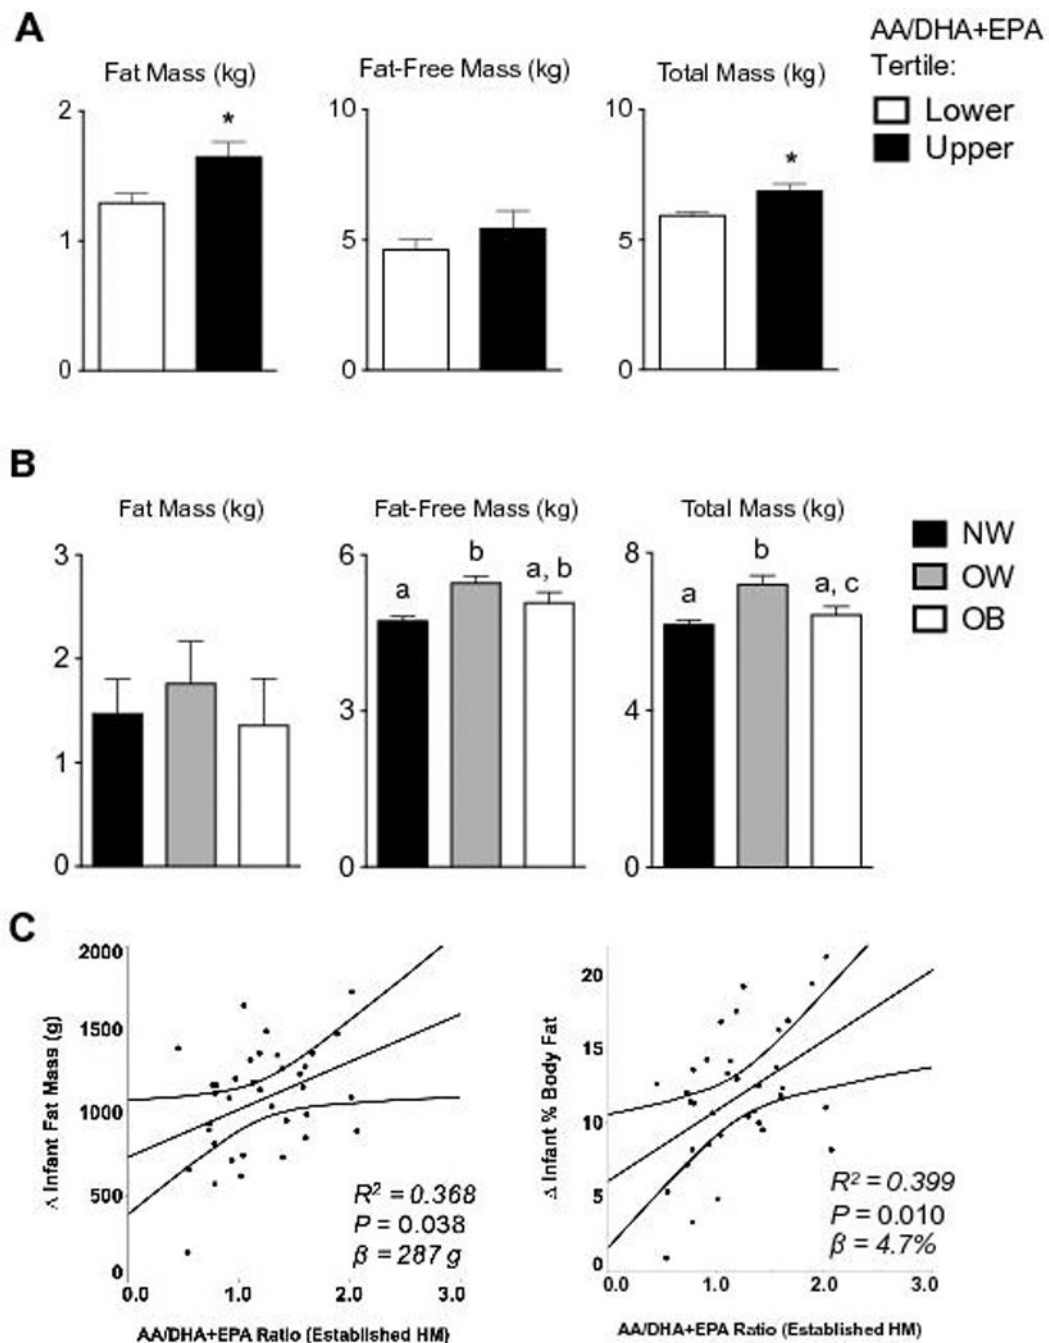 A
AA/DHA+EPA
Tertile:
Lower
Upper
Fat Mass (kg)
Fat-Free Mass (kg)
Total Mass (kg)
2
1
0
*
10
5
0
10
5
0
*
B
Fat Mass (kg)
Fat-Free Mass (kg)
Total Mass (kg)
NW
OW
OB
3
2
1
0
6
3
0
a
b
a, b
8
4
0
a
b
a, c
C
Δ Infant Fat Mass (g)
2000
1500
1000
500
0
R² = 0.368
P = 0.038
β = 287 g
0.0 1.0 2.0 3.0
AA/DHA+EPA Ratio (Established HM)
Δ Infant % Body Fat
20
15
10
5
0
R² = 0.399
P = 0.010
β = 4.7%
0.0 1.0 2.0 3.0
AA/DHA+EPA Ratio (Established HM)